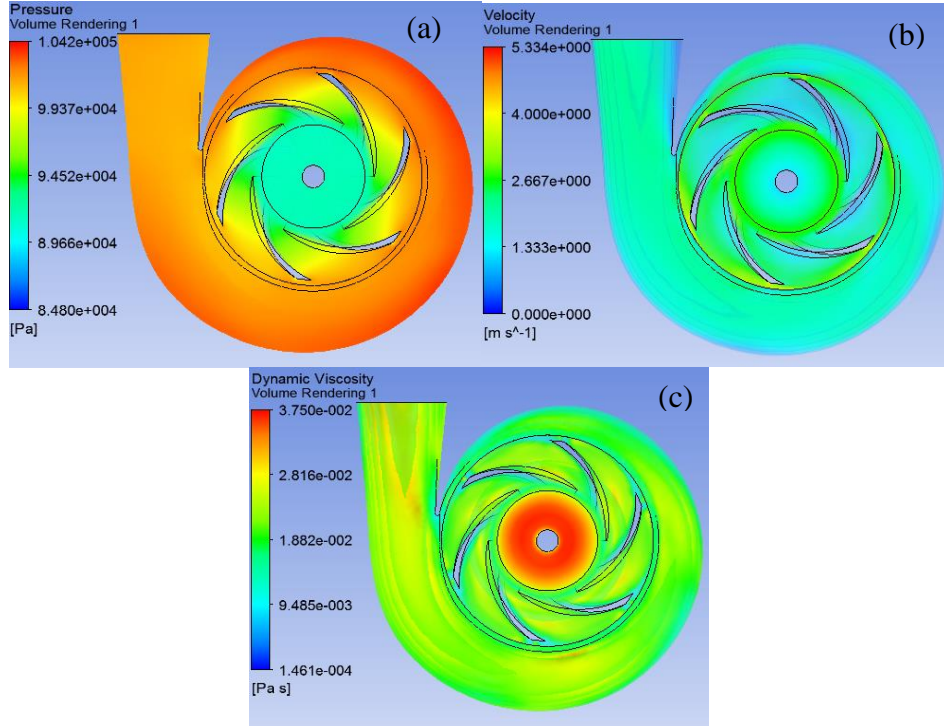 Pressure
Volume Rendering 1
(a)
1.042e+005
9.937e+004
9.452e+004
8.966e+004
8.480e+004
[Pa]
Velocity
Volume Rendering 1
(b)
5.334e+000
4.000e+000
2.667e+000
1.333e+000
0.000e+000
[m s^-1]
Dynamic Viscosity
Volume Rendering 1
(c)
3.750e-002
2.816e-002
1.882e-002
9.485e-003
1.461e-004
[Pa s]